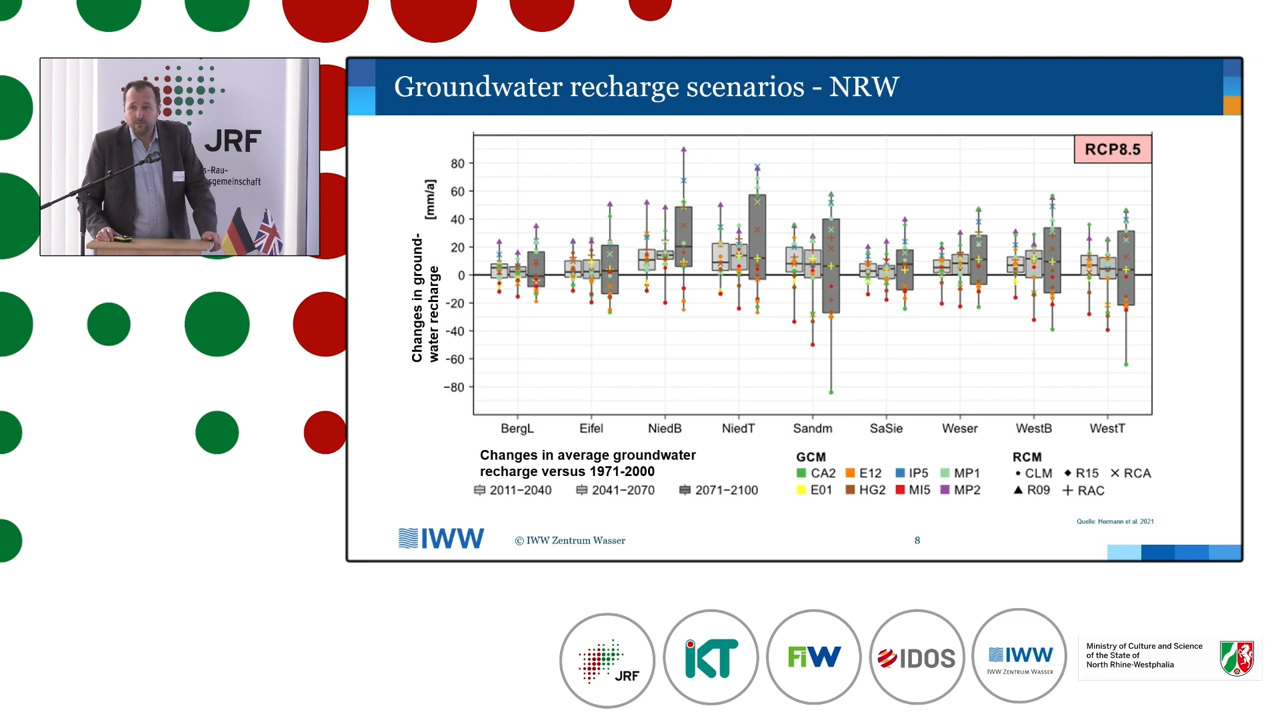 JRF
s-Rau-
sgemeinschaft
Groundwater recharge scenarios - NRW
RCP8.5
Changes in ground-
water recharge
[mm/a]
80
60
40
20
0
−20
−40
−60
−80
BergL
Eifel
NiedB
NiedT
Sandm
SaSie
Weser
WestB
WestT
Changes in average groundwater
recharge versus 1971-2000
2011−2040
2041−2070
2071−2100
GCM
CA2
E12
IP5
MP1
E01
HG2
MI5
MP2
RCM
CLM
R15
RCA
R09
RAC
Quelle: Hermann et al. 2021
IWW
© IWW Zentrum Wasser
8
JRF
iKT
FiW
IDOS
IWW
IWW ZENTRUM WASSER
Ministry of Culture and Science
of the State of
North Rhine-Westphalia